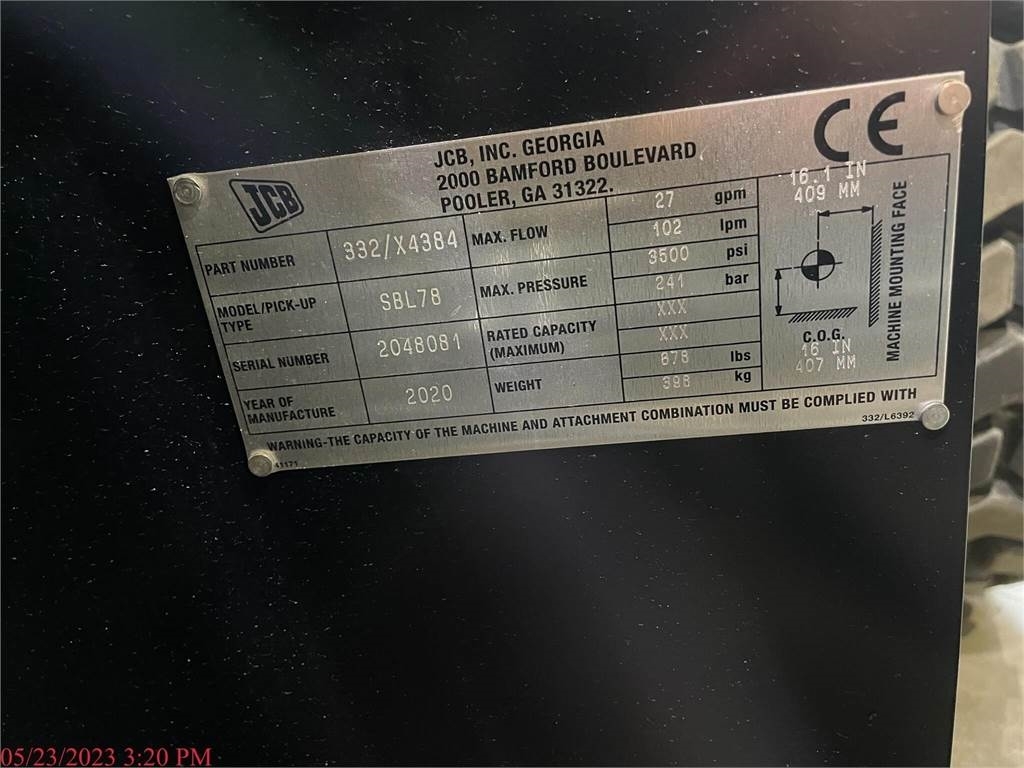 JCB
JCB, INC. GEORGIA
2000 BAMFORD BOULEVARD
POOLER, GA 31322.
CE
PART NUMBER 332/X4384
MODEL/PICK-UP TYPE SBL78
SERIAL NUMBER 2048081
YEAR OF MANUFACTURE 2020
MAX. FLOW 27 gpm
102 lpm
MAX. PRESSURE 3500 psi
241 bar
RATED CAPACITY (MAXIMUM) XXX
XXX
WEIGHT 878 lbs
398 kg
16.1 IN
409 MM
C.O.G.
16 IN
407 MM
MACHINE MOUNTING FACE
WARNING-THE CAPACITY OF THE MACHINE AND ATTACHMENT COMBINATION MUST BE COMPLIED WITH
41171
332/L6392
05/23/2023 3:20 PM